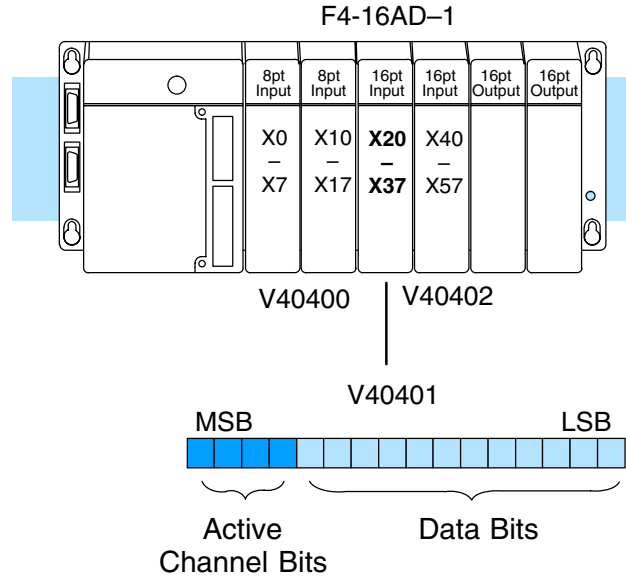 F4-16AD–1
8pt Input
8pt Input
16pt Input
16pt Input
16pt Output
16pt Output
X0 – X7
X10 – X17
X20 – X37
X40 – X57
V40400
V40402
V40401
MSB
LSB
Active Channel Bits
Data Bits